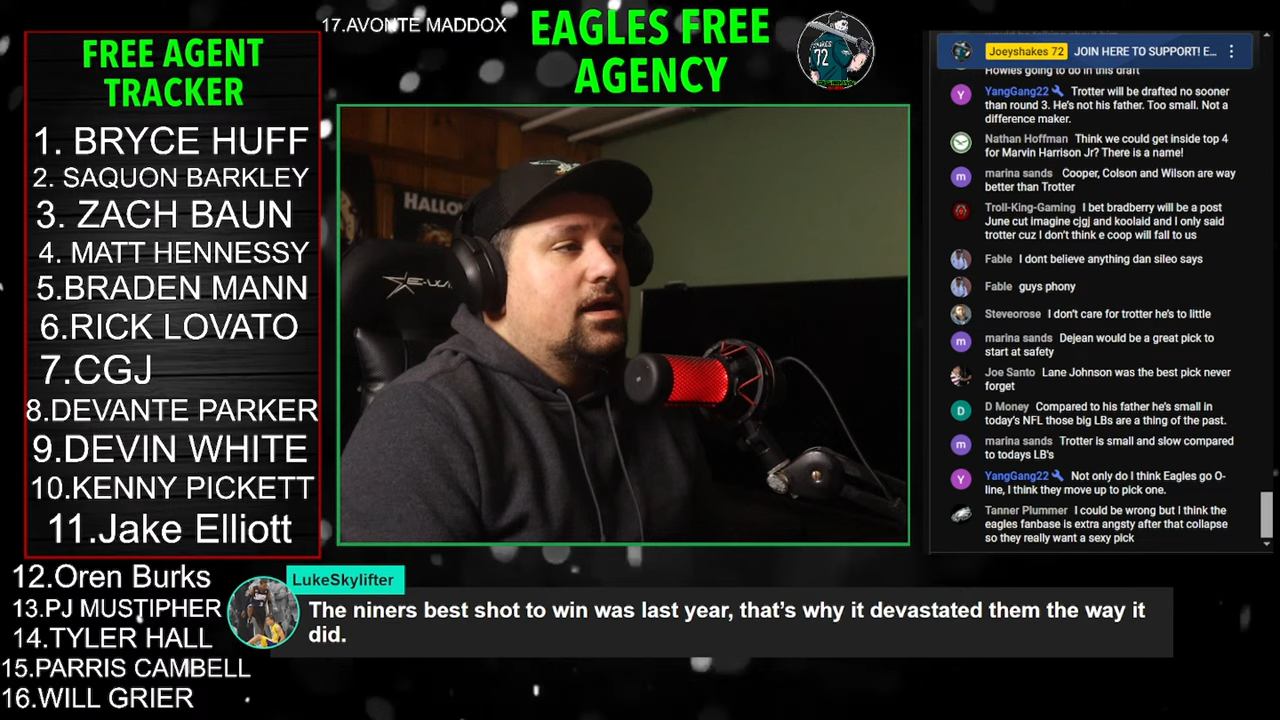 17.AVONTE MADDOX
EAGLES FREE
AGENCY
72
FREE AGENT
TRACKER
1. BRYCE HUFF
2. SAQUON BARKLEY
3. ZACH BAUN
4. MATT HENNESSY
5.BRADEN MANN
6.RICK LOVATO
7.CGJ
8.DEVANTE PARKER
9.DEVIN WHITE
10.KENNY PICKETT
11.Jake Elliott
12.Oren Burks
13.PJ MUSTIPHER
14.TYLER HALL
15.PARRIS CAMBELL
16.WILL GRIER
HALLO
Joeyshakes 72 JOIN HERE TO SUPPORT! E...
Howies going to do in this draft
YangGang22 Trotter will be drafted no sooner
than round 3. He's not his father. Too small. Not a
difference maker.
Nathan Hoffman Think we could get inside top 4
for Marvin Harrison Jr? There is a name!
marina sands Cooper, Colson and Wilson are way
better than Trotter
Troll-King-Gaming I bet bradberry will be a post
June cut imagine cjgj and koolaid and I only said
trotter cuz I don't think e coop will fall to us
Fable I dont believe anything dan sileo says
Fable guys phony
Steveorose I don't care for trotter he's to little
marina sands Dejean would be a great pick to
start at safety
Joe Santo Lane Johnson was the best pick never
forget
D Money Compared to his father he's small in
today's NFL those big LBs are a thing of the past.
marina sands Trotter is small and slow compared
to todays LB's
YangGang22 Not only do I think Eagles go O-
line, I think they move up to pick one.
Tanner Plummer I could be wrong but I think the
eagles fanbase is extra angsty after that collapse
so they really want a sexy pick
LukeSkylifter
The niners best shot to win was last year, that's why it devastated them the way it
did.